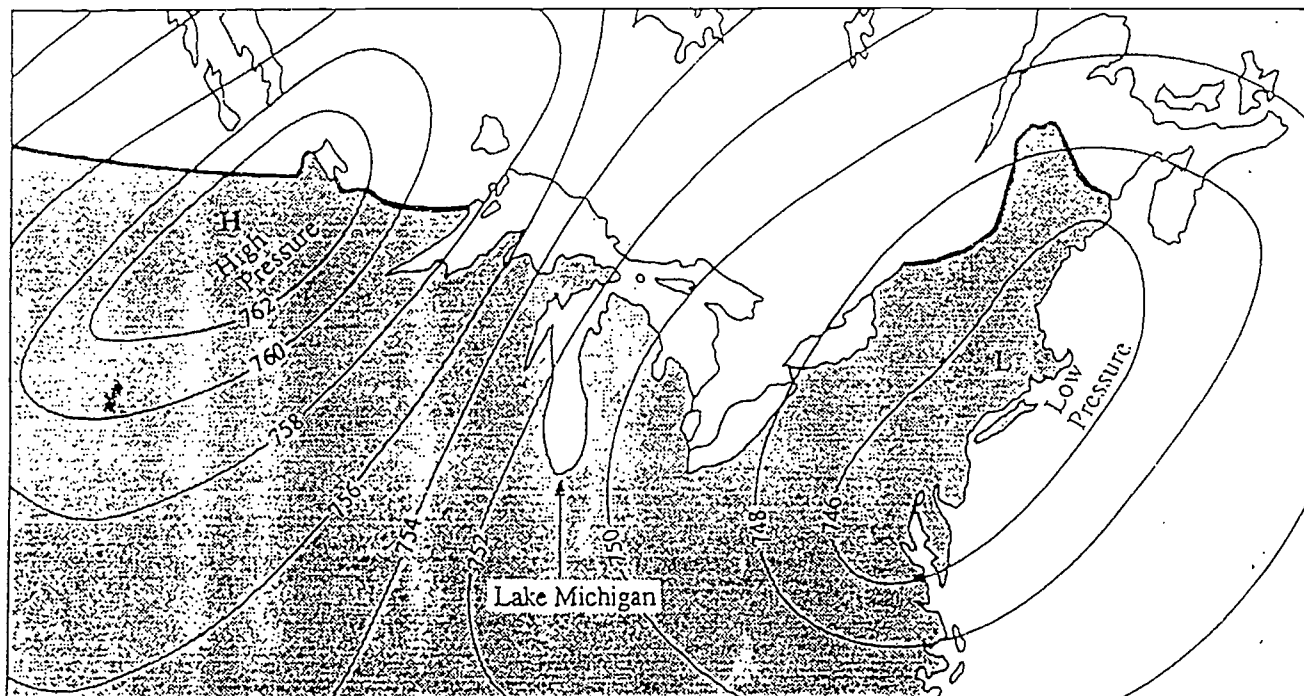 H
High
Pressure
762
760
758
756
754
752
750
748
746
L
Low
Pressure
Lake Michigan